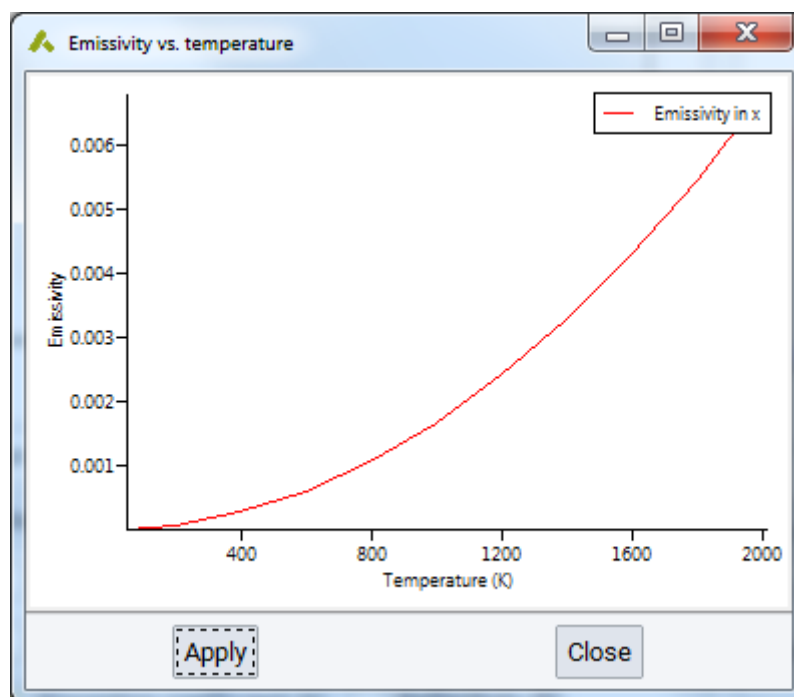 Emissivity vs. temperature
Emissivity in x
0.006
0.005
0.004
0.003
0.002
0.001
Emissivity
400 800 1200 1600 2000
Temperature (K)
Apply Close